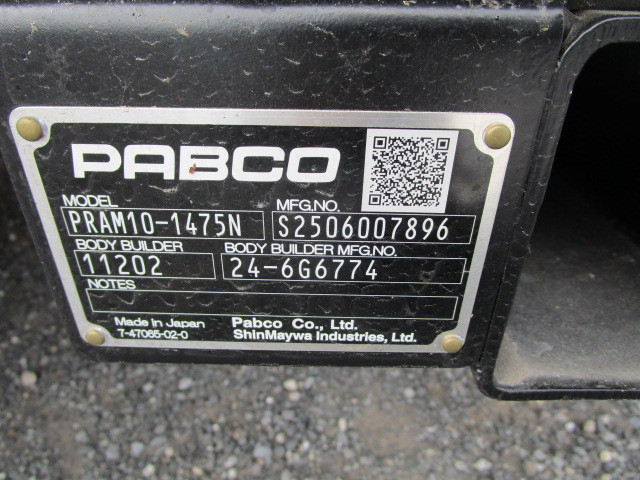 PABCO
MODEL MFG.NO.
PRAM10-1475N S2506007896
BODY BUILDER BODY BUILDER MFG.NO.
11202 24-6G6774
NOTES
Made in Japan Pabco Co., Ltd.
7-47065-02-0 ShinMaywa Industries, Ltd.